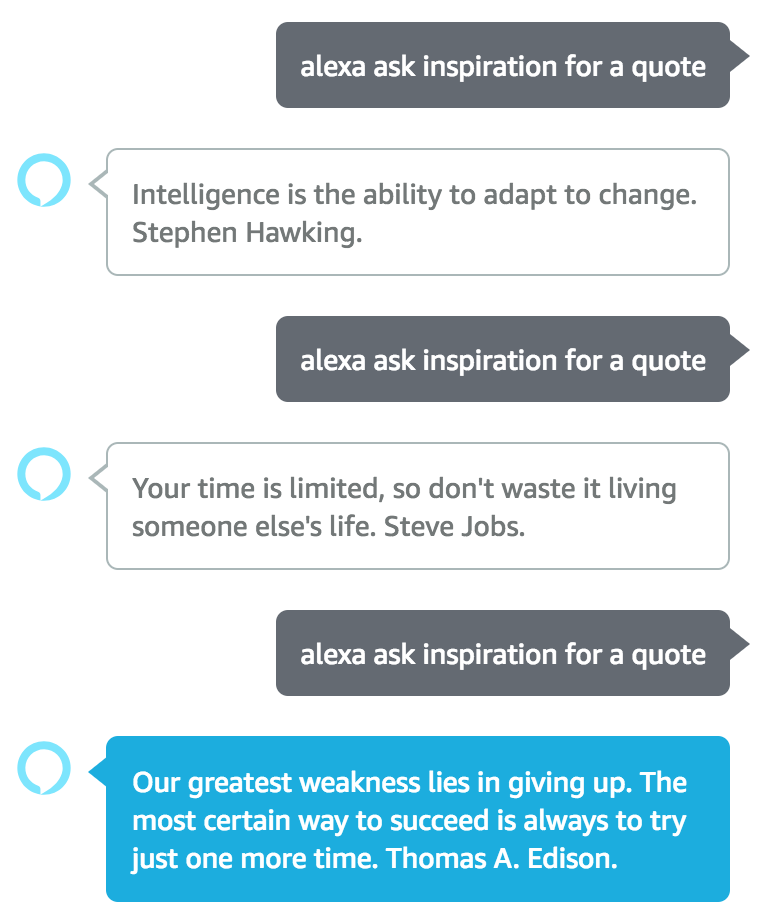 alexa ask inspiration for a quote
Intelligence is the ability to adapt to change.
Stephen Hawking.
alexa ask inspiration for a quote
Your time is limited, so don't waste it living
someone else's life. Steve Jobs.
alexa ask inspiration for a quote
Our greatest weakness lies in giving up. The
most certain way to succeed is always to try
just one more time. Thomas A. Edison.